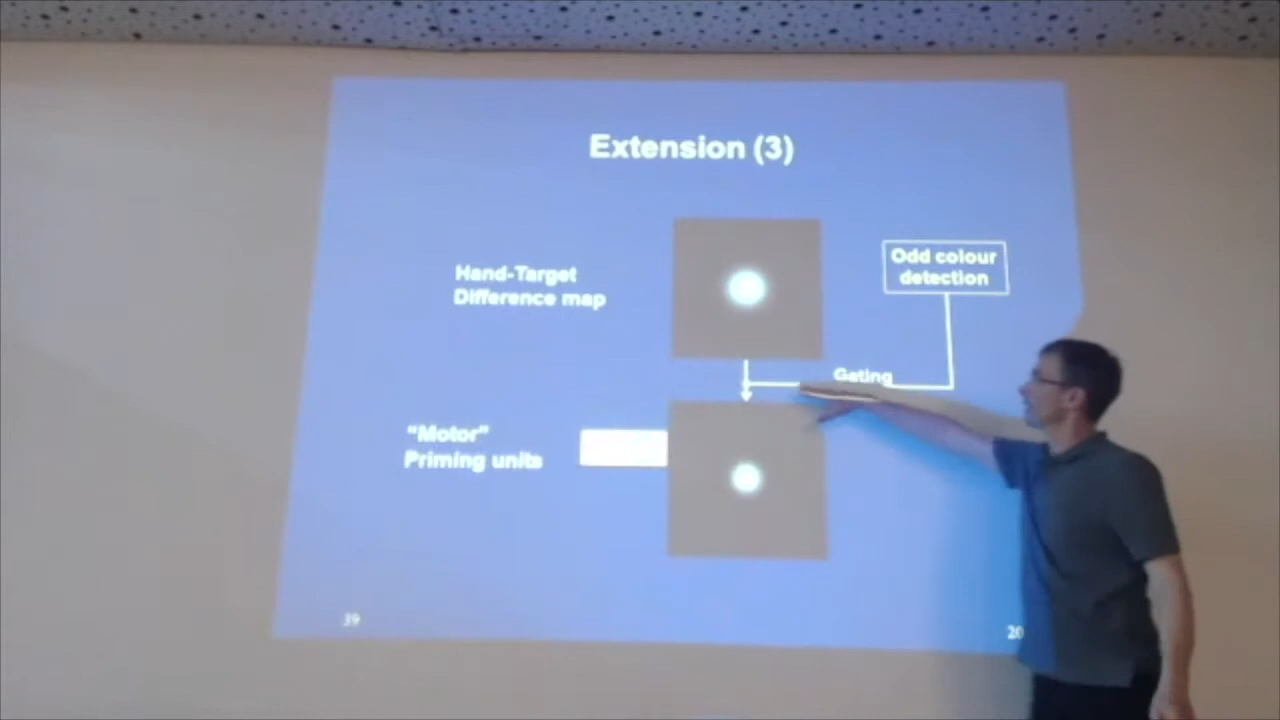 Extension (3)
Hand-Target
Difference map
Odd colour
detection
Gating
"Motor"
Priming units
39
20